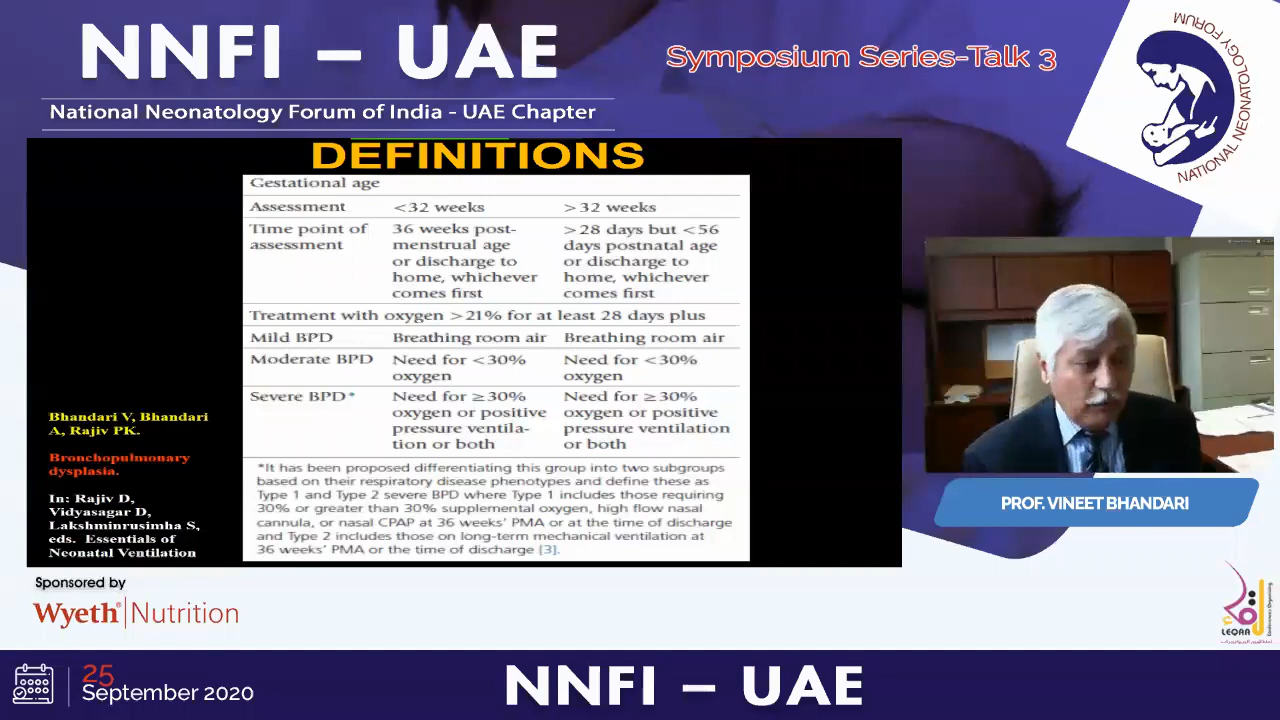 NNFI – UAE
National Neonatology Forum of India - UAE Chapter
Symposium Series-Talk 3
NATIONAL NEONATOLOGY FORUM
DEFINITIONS
Gestational age
Assessment <32 weeks >32 weeks
Time point of assessment
36 weeks post-
menstrual age
or discharge to
home, whichever
comes first
>28 days but <56
days postnatal age
or discharge to
home, whichever
comes first
Treatment with oxygen >21% for at least 28 days plus
Mild BPD Breathing room air Breathing room air
Moderate BPD
Need for <30%
oxygen
Need for <30%
oxygen
Severe BPD*
Need for ≥30%
oxygen or positive
pressure ventila-
tion or both
Need for ≥30%
oxygen or positive
pressure ventilation
or both
*It has been proposed differentiating this group into two subgroups
based on their respiratory disease phenotypes and define these as
Type 1 and Type 2 severe BPD where Type 1 includes those requiring
30% or greater than 30% supplemental oxygen, high flow nasal
cannula, or nasal CPAP at 36 weeks' PMA or at the time of discharge
and Type 2 includes those on long-term mechanical ventilation at
36 weeks' PMA or the time of discharge [3].
Bhandari V, Bhandari
A, Rajiv PK.
Bronchopulmonary
dysplasia.
In: Rajiv D,
Vidyasagar D,
Lakshminrusimha S,
eds. Essentials of
Neonatal Ventilation
PROF. VINEET BHANDARI
Sponsored by
Wyeth® Nutrition
LEQAA
25
September 2020
NNFI – UAE